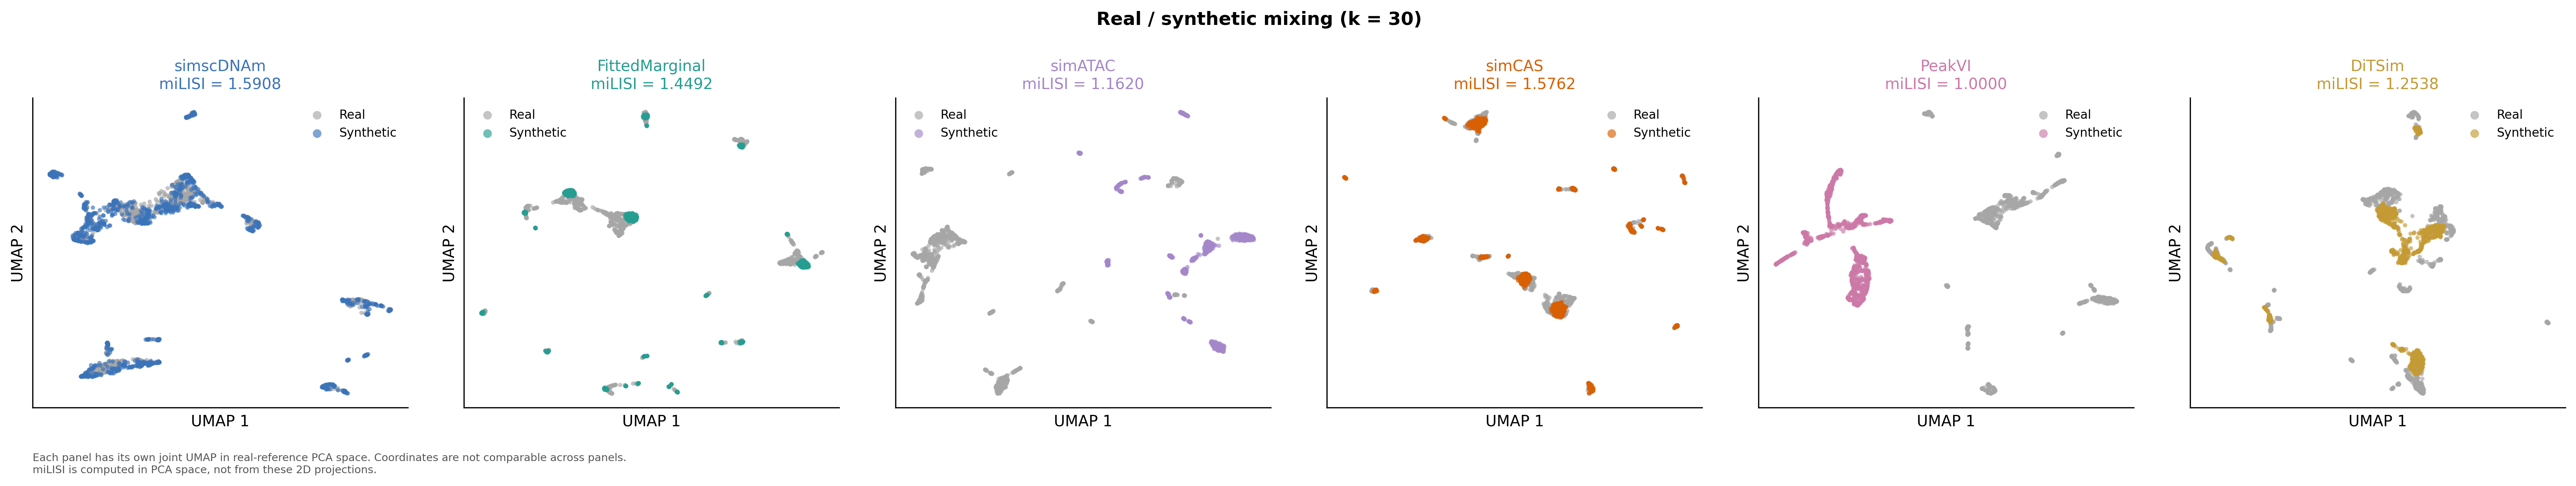 Real / synthetic mixing (k = 30)
simscDNAm
miLISI = 1.5908
Real
Synthetic
UMAP 2
UMAP 1
FittedMarginal
miLISI = 1.4492
Real
Synthetic
UMAP 2
UMAP 1
simATAC
miLISI = 1.1620
Real
Synthetic
UMAP 2
UMAP 1
simCAS
miLISI = 1.5762
Real
Synthetic
UMAP 2
UMAP 1
PeakVI
miLISI = 1.0000
Real
Synthetic
UMAP 2
UMAP 1
DiTSim
miLISI = 1.2538
Real
Synthetic
UMAP 2
UMAP 1
Each panel has its own joint UMAP in real-reference PCA space. Coordinates are not comparable across panels.
miLISI is computed in PCA space, not from these 2D projections.